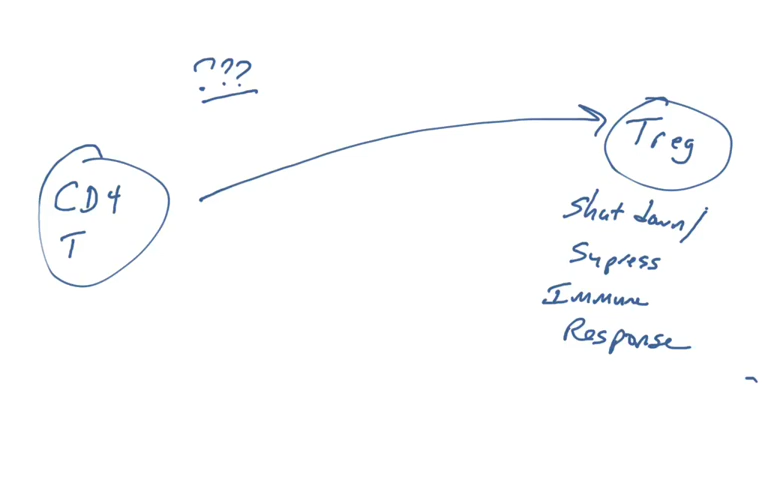 ???
CD4
T
Treg
Shut down/
Supress
Immune
Response